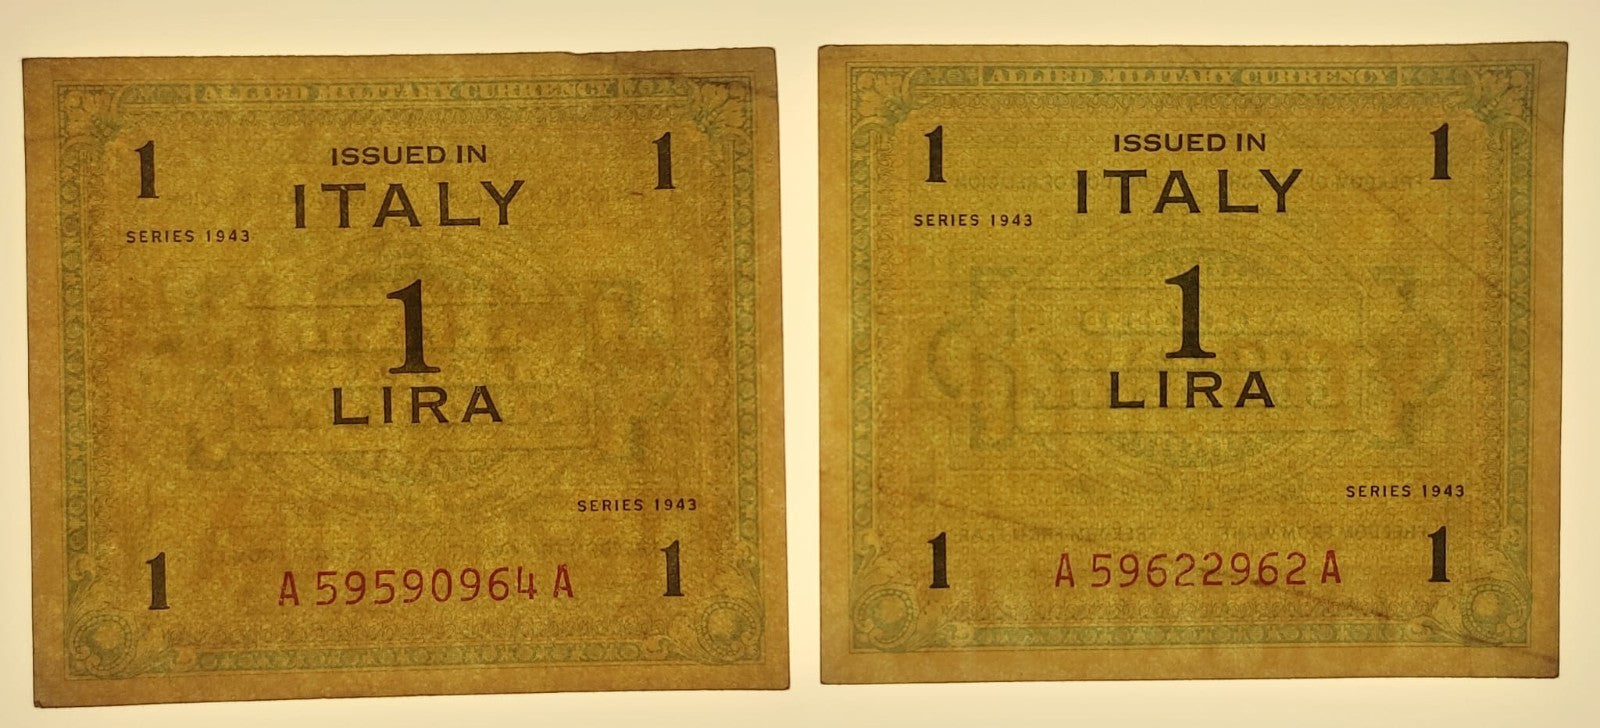 ALLIED MILITARY CURRENCY
1 ISSUED IN 1
ITALY
SERIES 1943
1
LIRA
SERIES 1943
1 A 59590964 A 1
ALLIED MILITARY CURRENCY
1 ISSUED IN 1
ITALY
SERIES 1943
1
LIRA
SERIES 1943
1 A 59622962 A 1